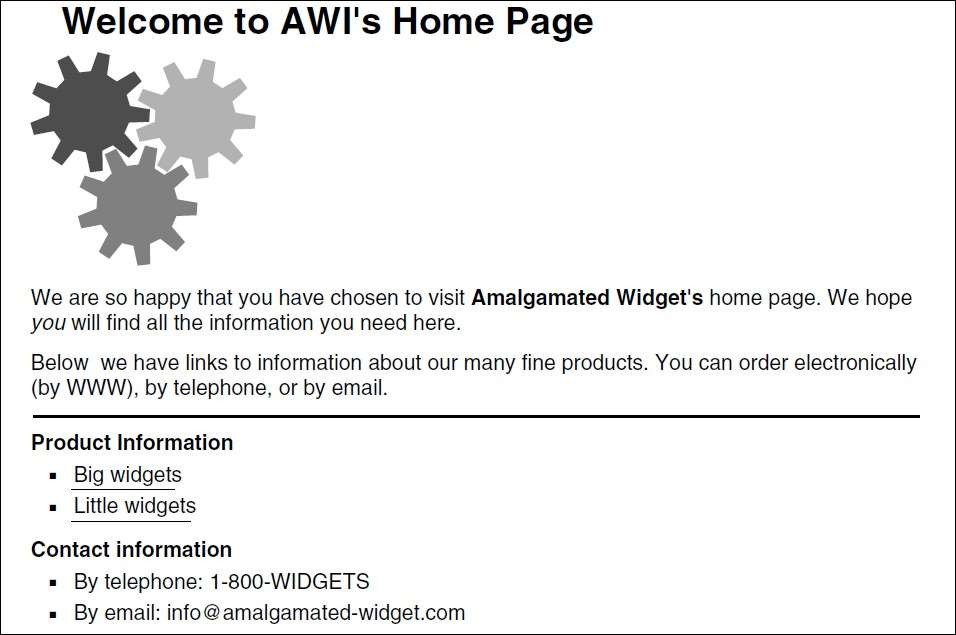 Welcome to AWI's Home Page
We are so happy that you have chosen to visit Amalgamated Widget's home page. We hope
you will find all the information you need here.
Below  we have links to information about our many fine products. You can order electronically
(by WWW), by telephone, or by email.
Product Information
▪ Big widgets
▪ Little widgets
Contact information
▪ By telephone: 1-800-WIDGETS
▪ By email: info@amalgamated-widget.com